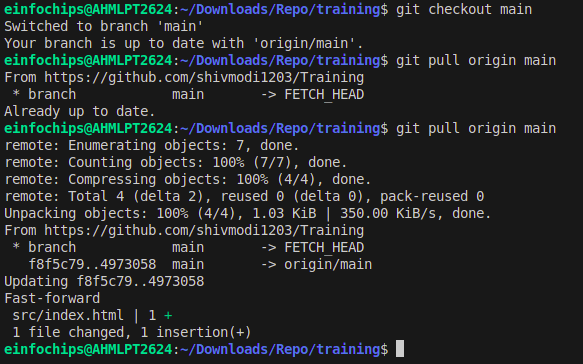 einfochips@AHMLPT2624:~/Downloads/Repo/training$ git checkout main
Switched to branch 'main'
Your branch is up to date with 'origin/main'.
einfochips@AHMLPT2624:~/Downloads/Repo/training$ git pull origin main
From https://github.com/shivmodi1203/Training
 * branch            main       -> FETCH_HEAD
Already up to date.
einfochips@AHMLPT2624:~/Downloads/Repo/training$ git pull origin main
remote: Enumerating objects: 7, done.
remote: Counting objects: 100% (7/7), done.
remote: Compressing objects: 100% (4/4), done.
remote: Total 4 (delta 2), reused 0 (delta 0), pack-reused 0
Unpacking objects: 100% (4/4), 1.03 KiB | 350.00 KiB/s, done.
From https://github.com/shivmodi1203/Training
 * branch            main       -> FETCH_HEAD
   f8f5c79..4973058  main       -> origin/main
Updating f8f5c79..4973058
Fast-forward
 src/index.html | 1 +
 1 file changed, 1 insertion(+)
einfochips@AHMLPT2624:~/Downloads/Repo/training$